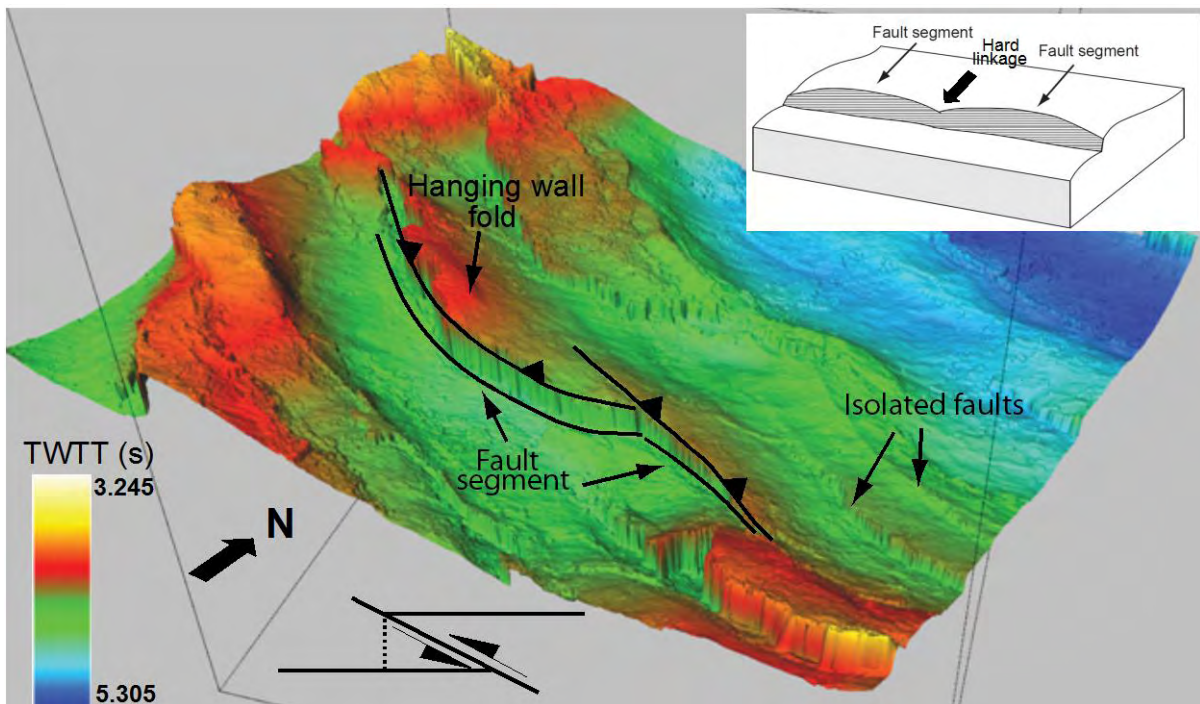 Fault segment
Hard
linkage
Fault segment
Hanging wall
fold
Isolated faults
Fault
segment
TWTT (s)
3.245
5.305
N